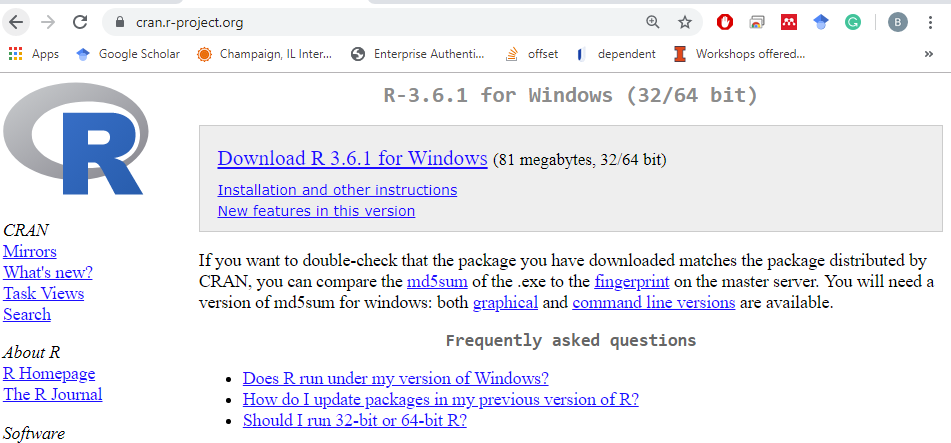 cran.r-project.org
B
Apps
Google Scholar
Champaign, IL Inter...
Enterprise Authenti...
offset
dependent
Workshops offered...
»
R
R-3.6.1 for Windows (32/64 bit)
Download R 3.6.1 for Windows (81 megabytes, 32/64 bit)
Installation and other instructions
New features in this version
CRAN
Mirrors
What's new?
Task Views
Search
About R
R Homepage
The R Journal
Software
If you want to double-check that the package you have downloaded matches the package distributed by
CRAN, you can compare the md5sum of the .exe to the fingerprint on the master server. You will need a
version of md5sum for windows: both graphical and command line versions are available.
Frequently asked questions
• Does R run under my version of Windows?
• How do I update packages in my previous version of R?
• Should I run 32-bit or 64-bit R?